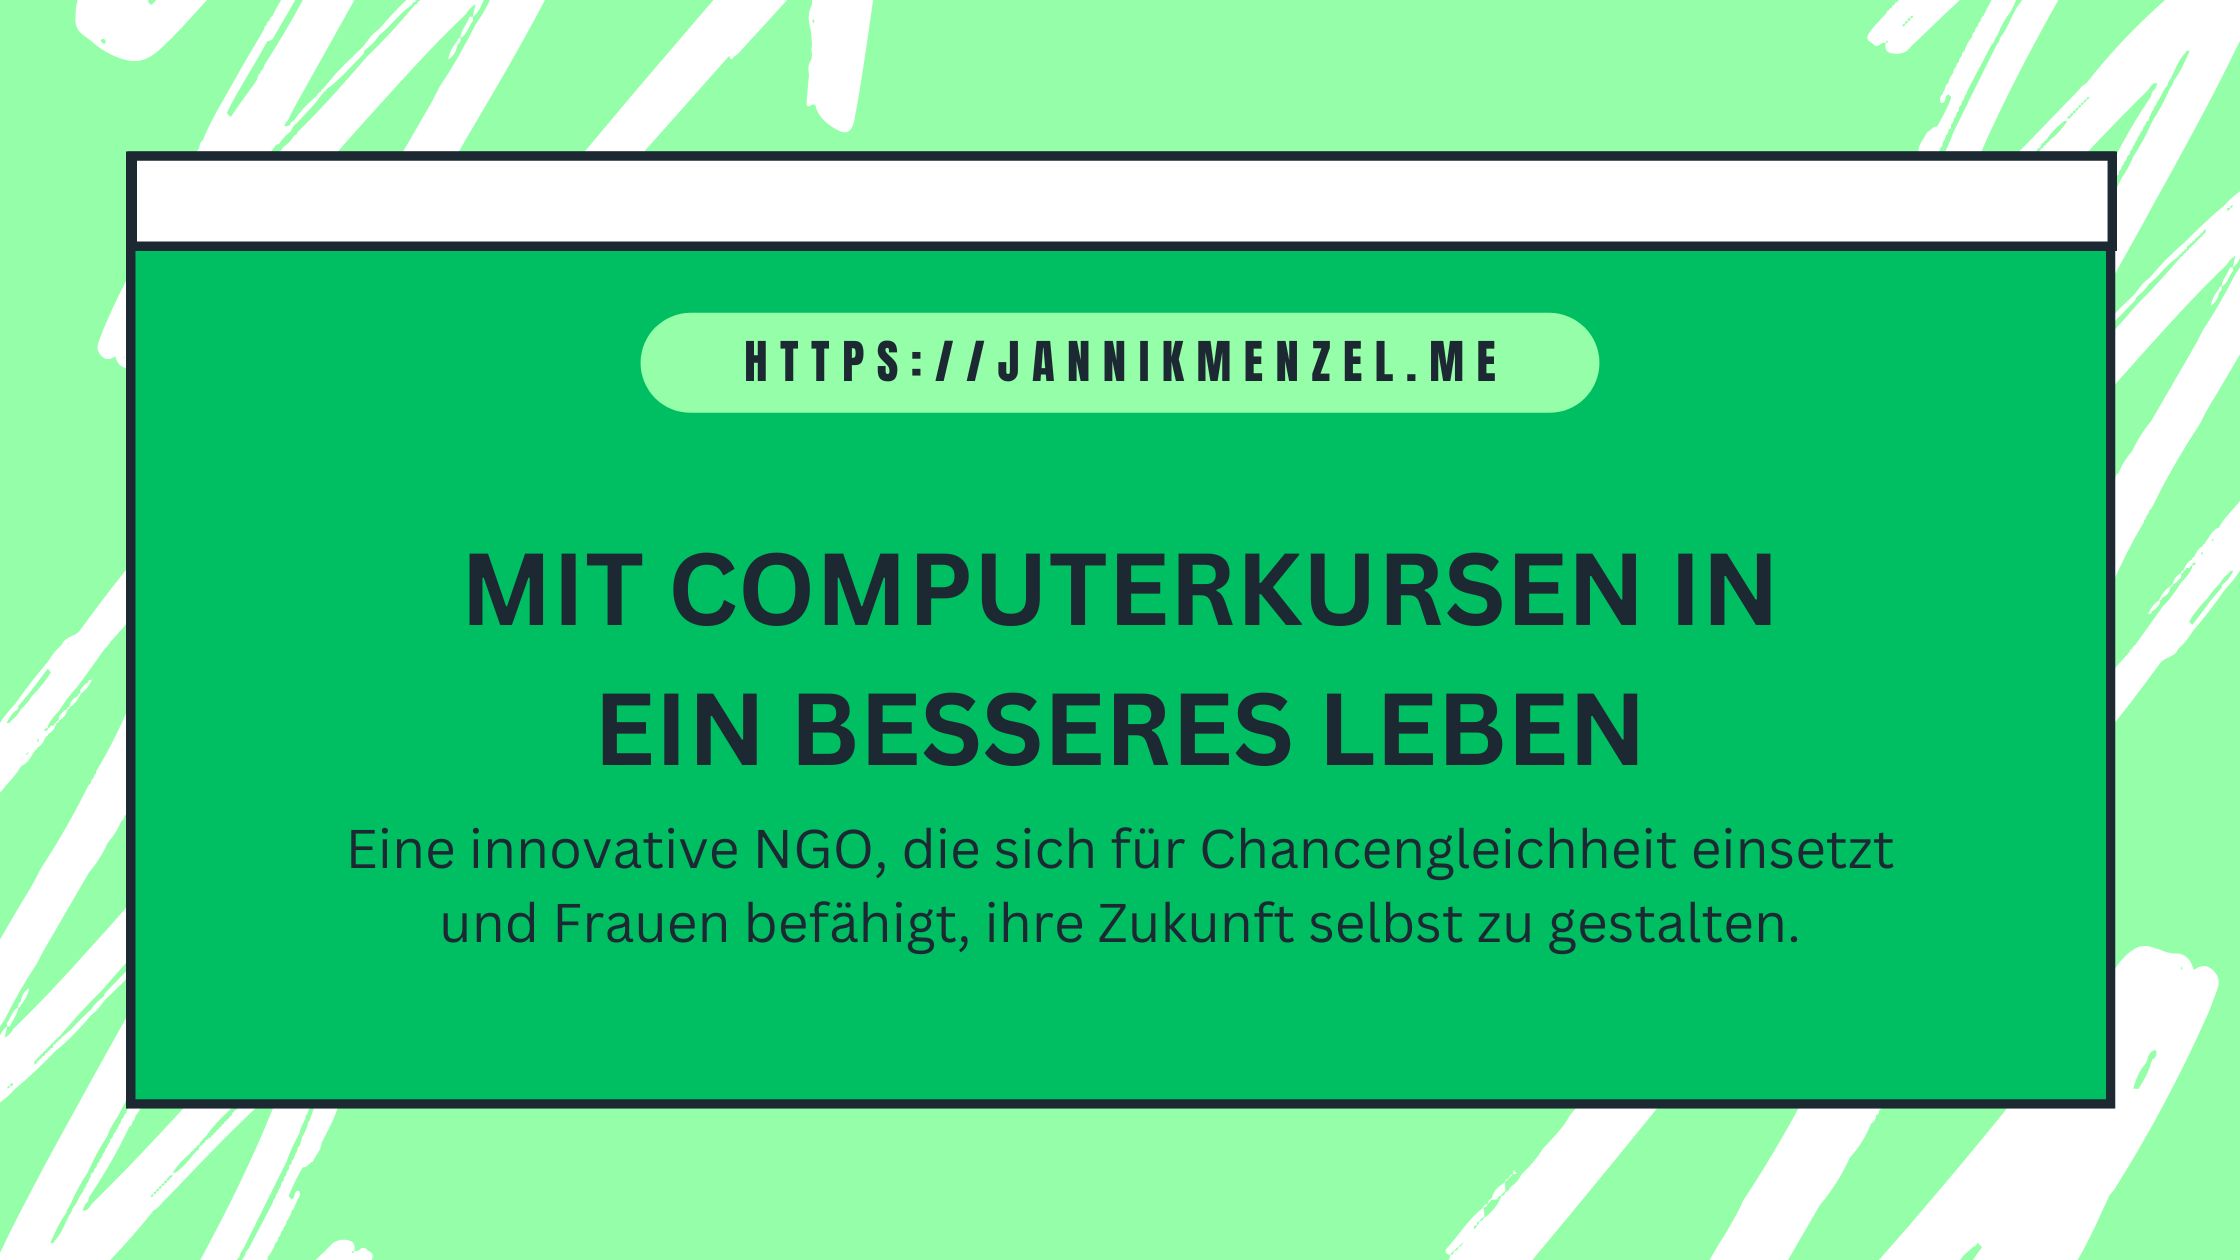 HTTPS://JANNIKMENZEL.ME
MIT COMPUTERKURSEN IN
EIN BESSERES LEBEN
Eine innovative NGO, die sich für Chancengleichheit einsetzt
und Frauen befähigt, ihre Zukunft selbst zu gestalten.